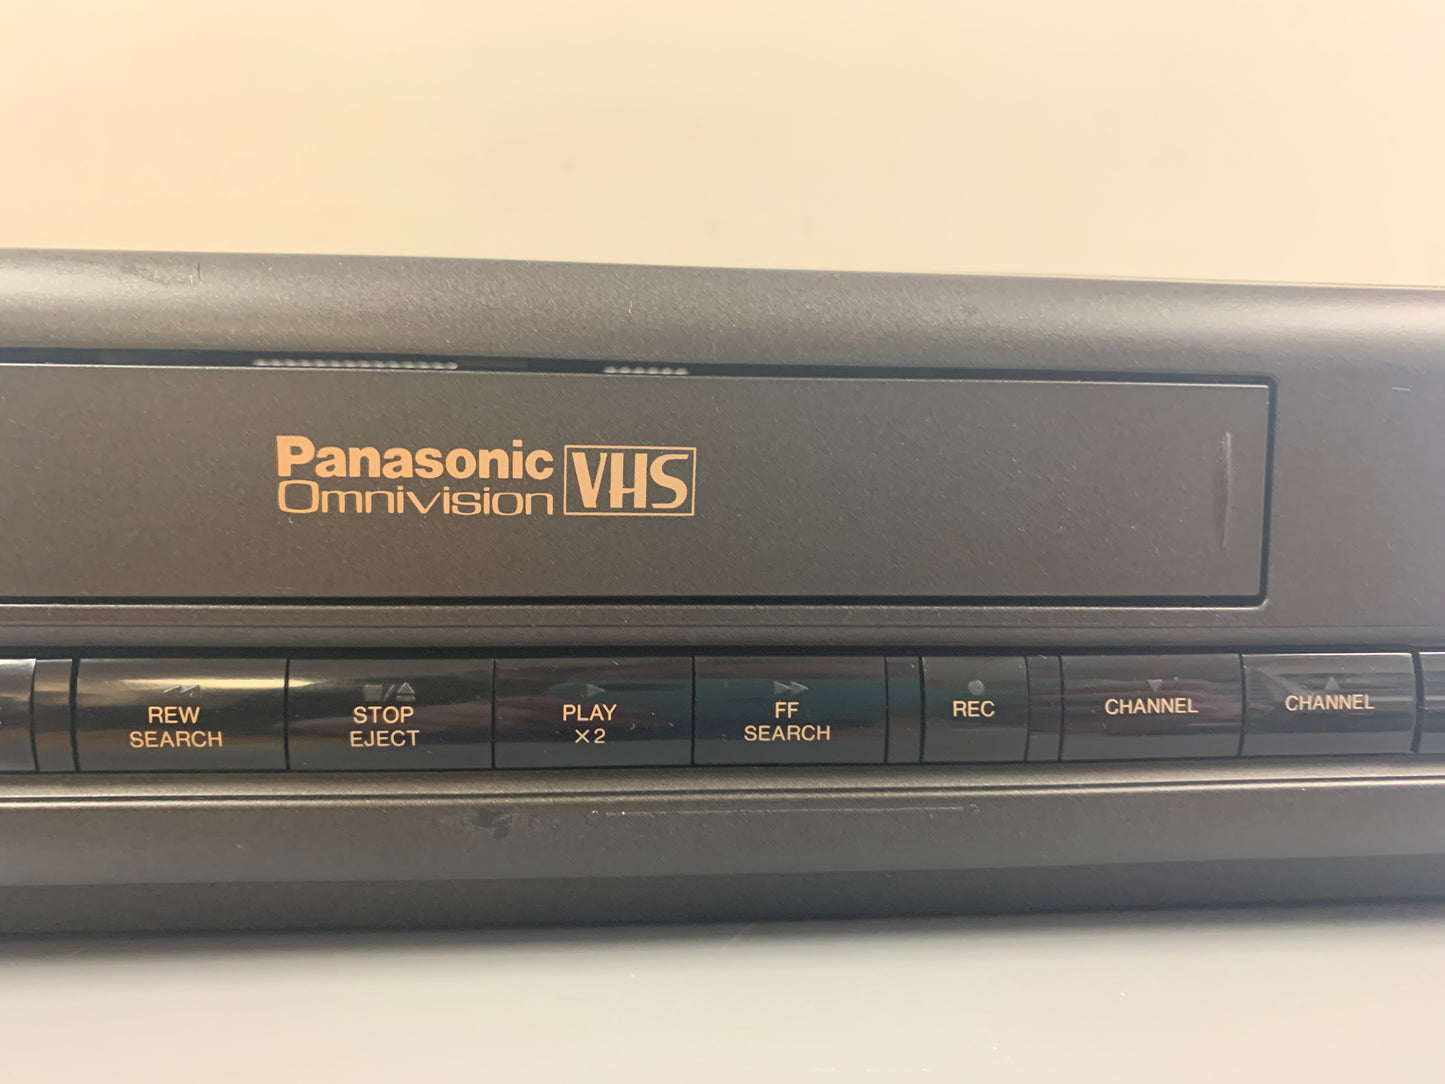 Panasonic
Omnivision VHS
REW
SEARCH
STOP
EJECT
PLAY
×2
FF
SEARCH
REC
CHANNEL
CHANNEL